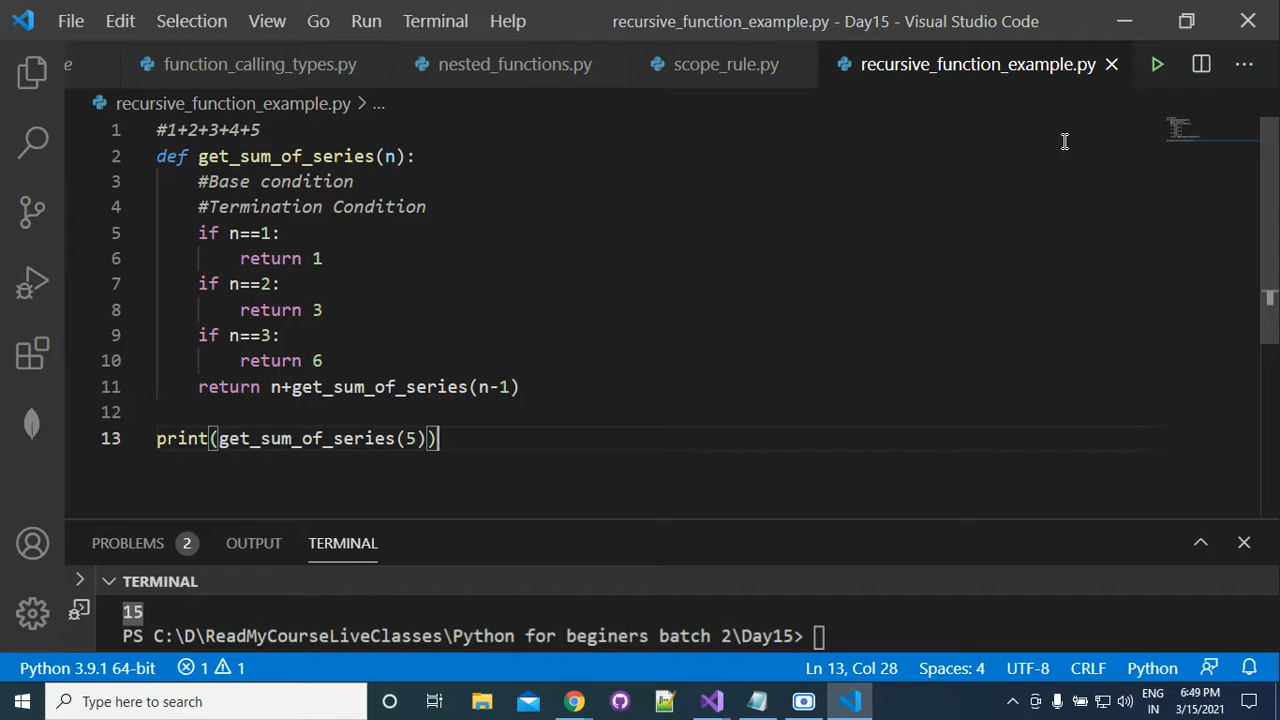 File Edit Selection View Go Run Terminal Help recursive_function_example.py - Day15 - Visual Studio Code
e function_calling_types.py nested_functions.py scope_rule.py recursive_function_example.py
recursive_function_example.py > ...
1 #1+2+3+4+5
2 def get_sum_of_series(n):
3 #Base condition
4 #Termination Condition
5 if n==1:
6 return 1
7 if n==2:
8 return 3
9 if n==3:
10 return 6
11 return n+get_sum_of_series(n-1)
12
13 print(get_sum_of_series(5))
PROBLEMS 2 OUTPUT TERMINAL
TERMINAL
15
PS C:\D\ReadMyCourseLiveClasses\Python for beginers batch 2\Day15>
Python 3.9.1 64-bit 1 1 Ln 13, Col 28 Spaces: 4 UTF-8 CRLF Python
Type here to search ENG 6:49 PM
IN 3/15/2021